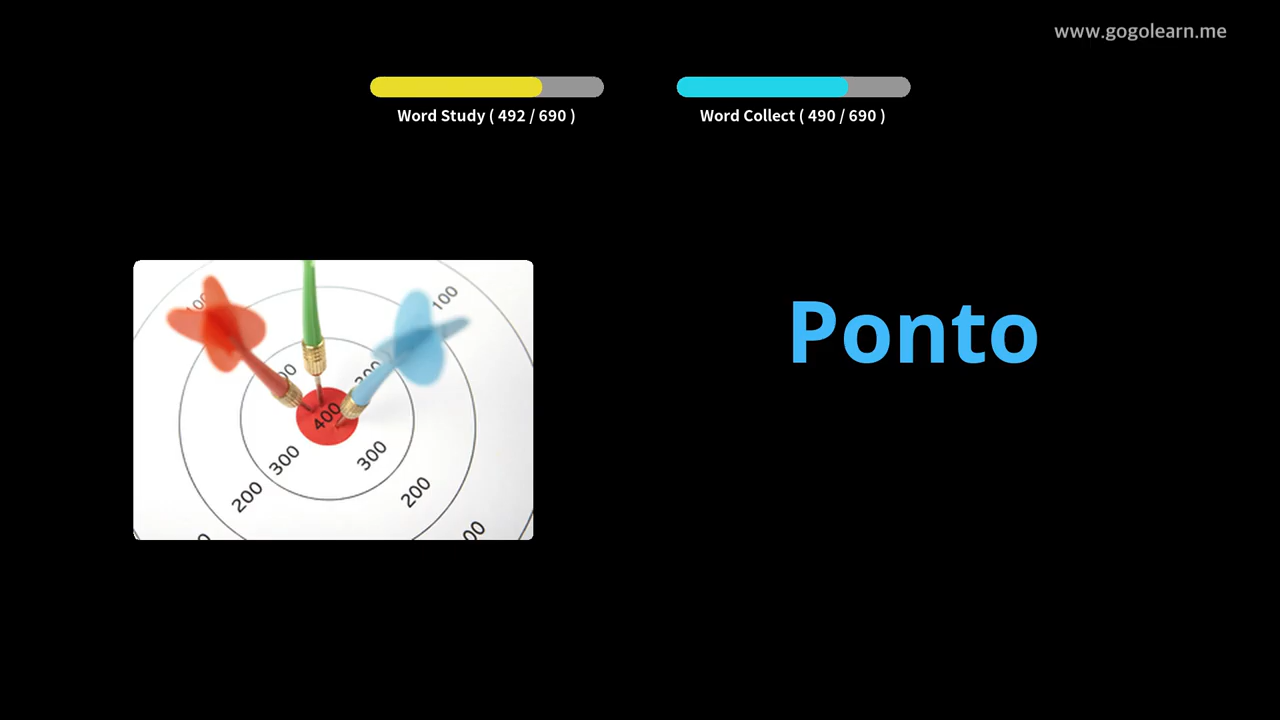 www.gogolearn.me
Word Study ( 492 / 690 )
Word Collect ( 490 / 690 )
100
100
200
400
300
300
200
200
Ponto